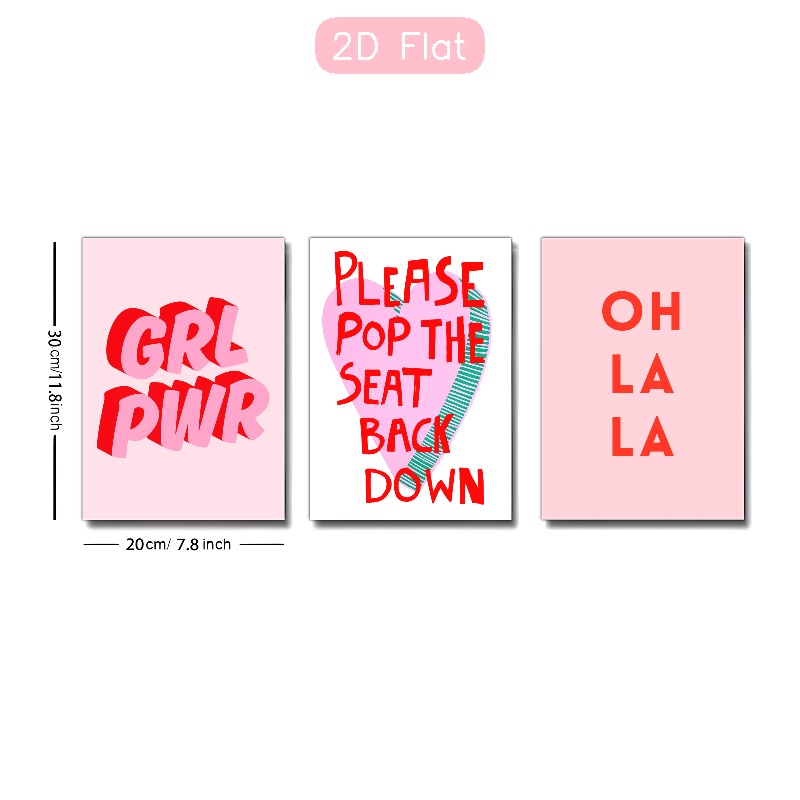 2D Flat
GRL
PWR
PLEASE
POP THE
SEAT
BACK
DOWN
OH
LA
LA
30cm/11.8inch
20cm/ 7.8 inch